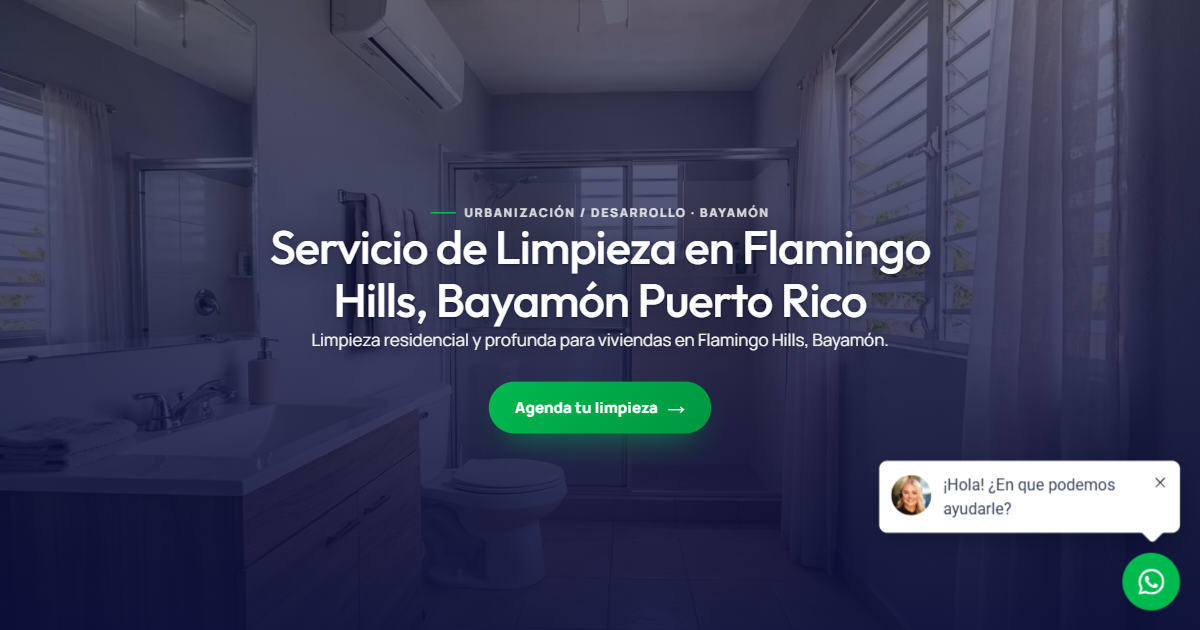 URBANIZACIÓN / DESARROLLO · BAYAMÓN
Servicio de Limpieza en Flamingo
Hills, Bayamón Puerto Rico
Limpieza residencial y profunda para viviendas en Flamingo Hills, Bayamón.
Agenda tu limpieza →
¡Hola! ¿En que podemos
ayudarle?